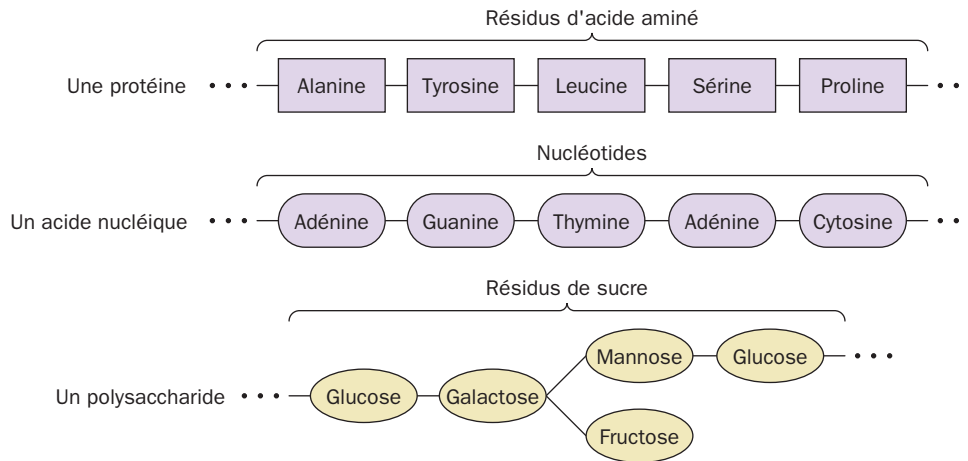 Résidus d'acide aminé
Une protéine • • • Alanine Tyrosine Leucine Sérine Proline • •
Nucléotides
Un acide nucléique • • • Adénine Guanine Thymine Adénine Cytosine • •
Résidus de sucre
Mannose Glucose • • •
Un polysaccharide • • • Glucose Galactose
Fructose